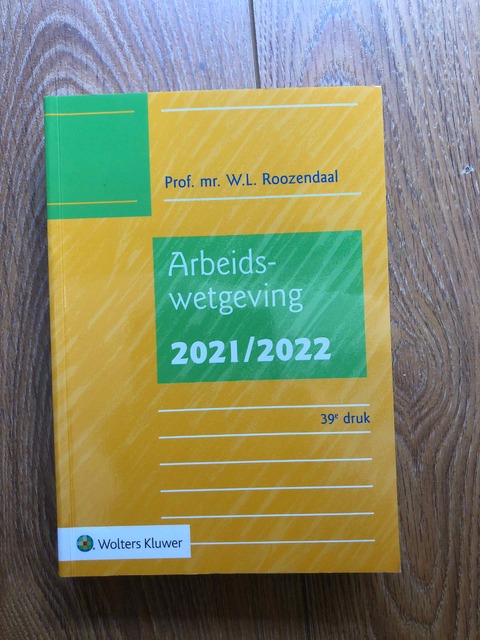 Prof. mr. W.L. Roozendaal
Arbeids-
wetgeving
2021/2022
39e druk
Wolters Kluwer